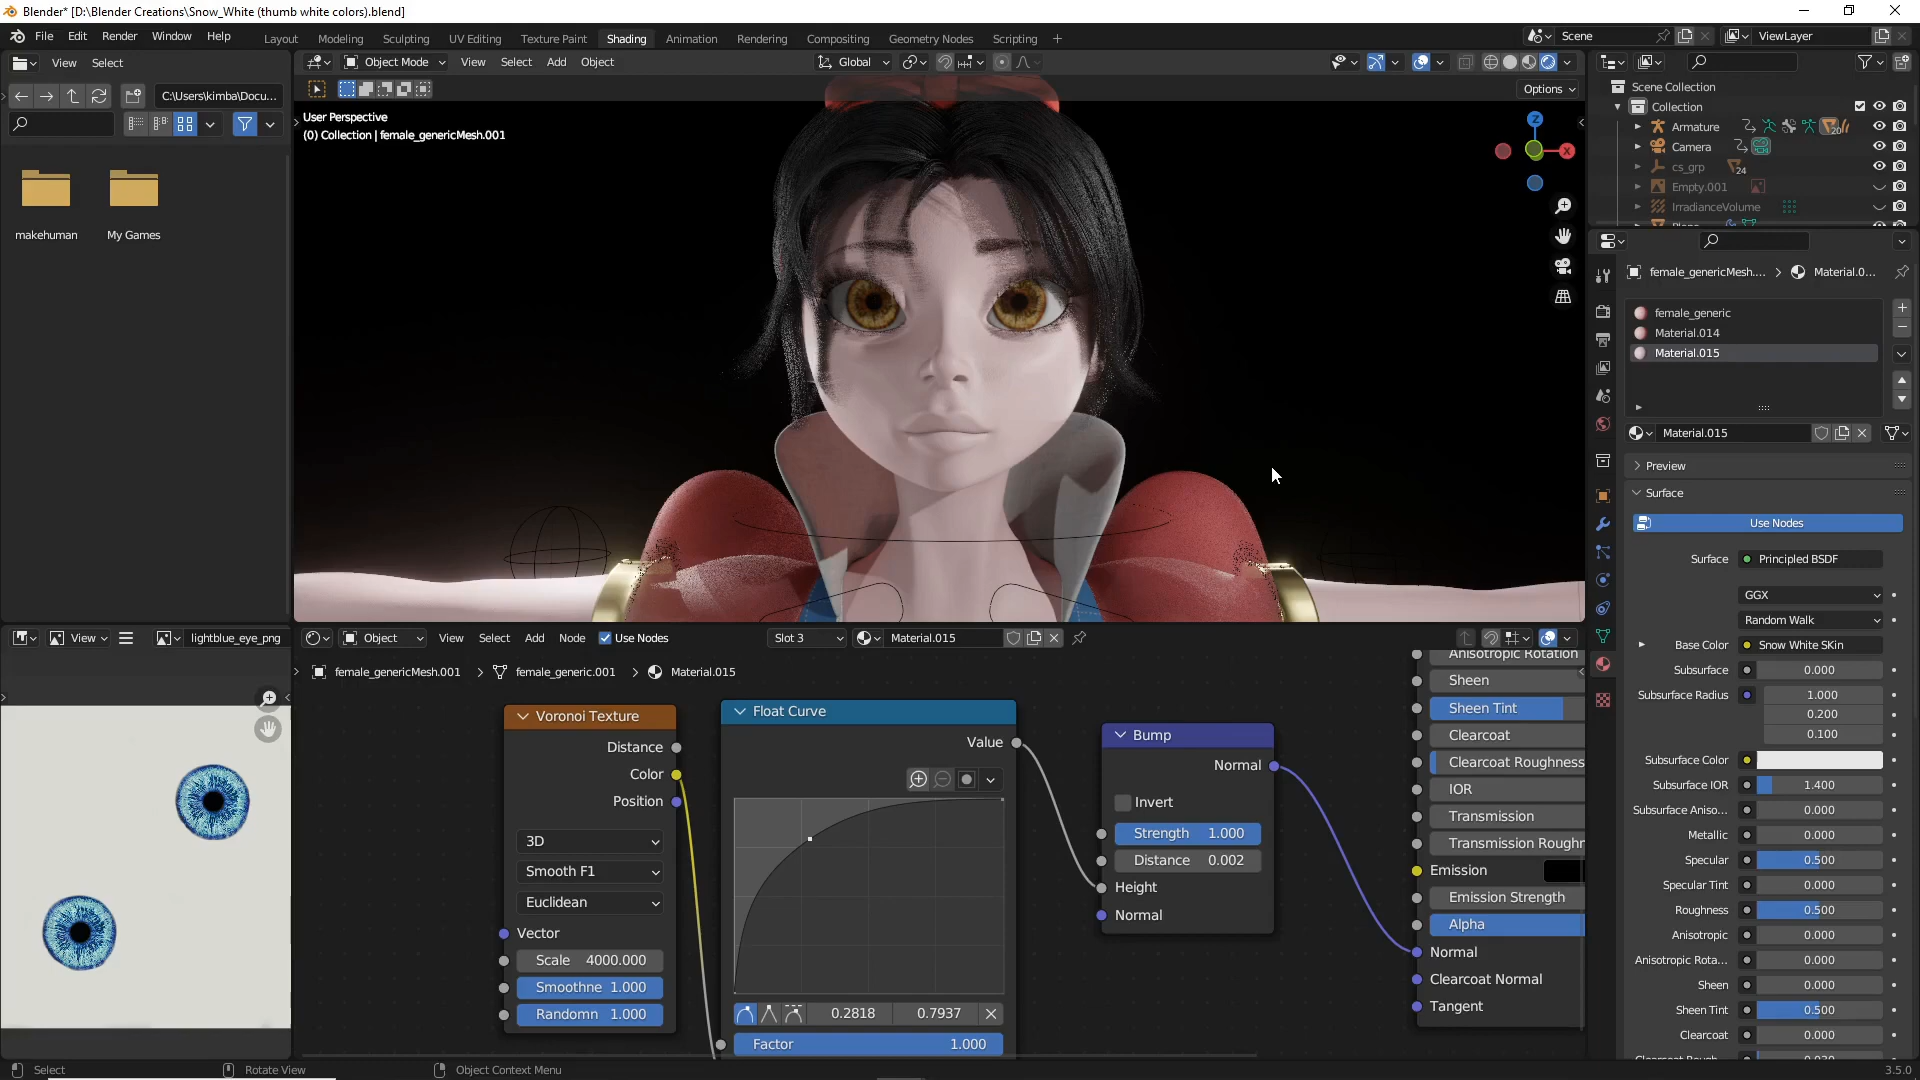 Blender* [D:\Blender Creations\Snow_White (thumb white colors).blend]
File Edit Render Window Help
Layout Modeling Sculpting UV Editing Texture Paint Shading Animation Rendering Compositing Geometry Nodes Scripting
Scene
ViewLayer
View Select
Object Mode View Select Add Object
Global
C:\Users\kimba\Docu...
Options
User Perspective
(0) Collection | female_genericMesh.001
Z
X
makehuman
My Games
Scene Collection
Collection
Armature
20
Camera
cs_grp
24
Empty.001
IrradianceVolume
female_genericMesh....
Material.0...
female_generic
Material.014
Material.015
Material.015
Preview
Surface
Use Nodes
Surface Principled BSDF
GGX
Random Walk
Base Color Snow White SKin
Subsurface 0.000
Subsurface Radius 1.000
0.200
0.100
Subsurface Color
Subsurface IOR 1.400
Subsurface Aniso... 0.000
Metallic 0.000
Specular 0.500
Specular Tint 0.000
Roughness 0.500
Anisotropic 0.000
Anisotropic Rota... 0.000
Sheen 0.000
Sheen Tint 0.500
Clearcoat 0.000
View
lightblue_eye_png
Object View Select Add Node Use Nodes
Slot 3
Material.015
female_genericMesh.001
female_generic.001
Material.015
Voronoi Texture
Distance
Color
Position
3D
Smooth F1
Euclidean
Vector
Scale 4000.000
Smoothne 1.000
Randomn 1.000
Float Curve
Value
0.2818 0.7937
Factor 1.000
Bump
Normal
Invert
Strength 1.000
Distance 0.002
Height
Normal
Anisotropic Rotation
Sheen
Sheen Tint
Clearcoat
Clearcoat Roughness
IOR
Transmission
Transmission Roughr
Emission
Emission Strength
Alpha
Normal
Clearcoat Normal
Tangent
Select
Rotate View
Object Context Menu
3.5.0